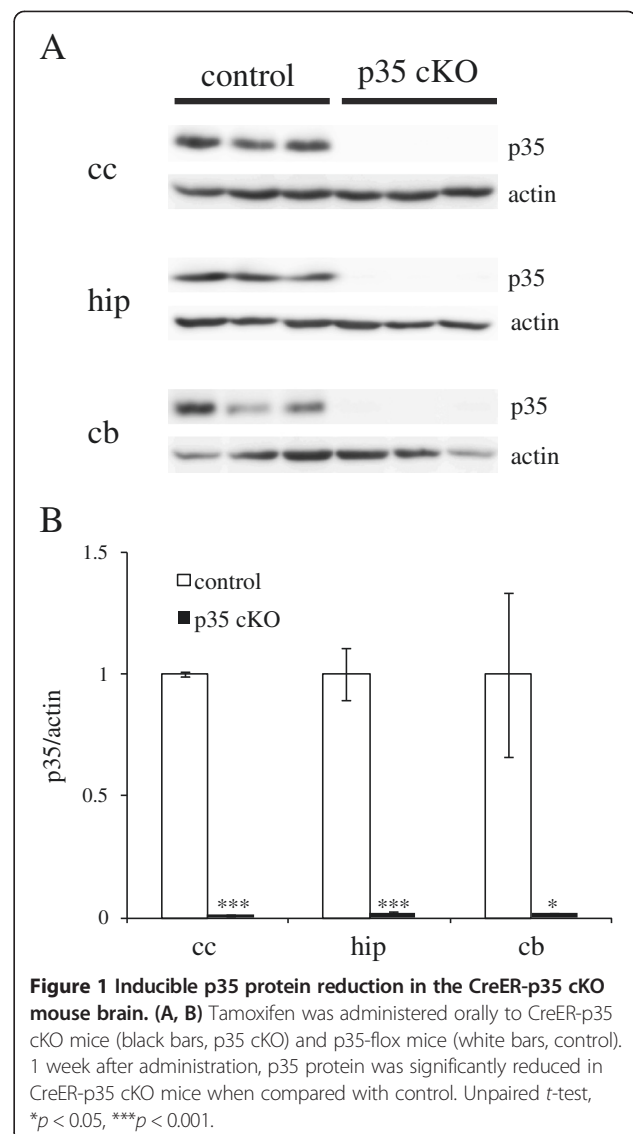 A
control p35 cKO
cc p35
actin
hip p35
actin
cb p35
actin
B
1.5
control
p35 cKO
1
p35/actin
0.5
*** *** *
0
cc hip cb
Figure 1 Inducible p35 protein reduction in the CreER-p35 cKO
mouse brain. (A, B) Tamoxifen was administered orally to CreER-p35
cKO mice (black bars, p35 cKO) and p35-flox mice (white bars, control).
1 week after administration, p35 protein was significantly reduced in
CreER-p35 cKO mice when compared with control. Unpaired t-test,
*p < 0.05, ***p < 0.001.